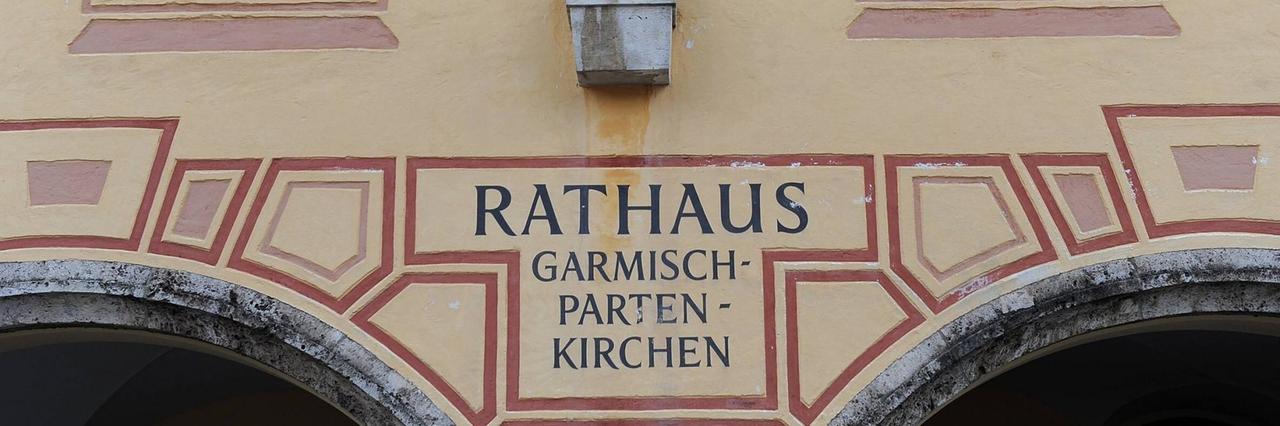 RATHAUS
GARMISCH-
PARTEN-
KIRCHEN